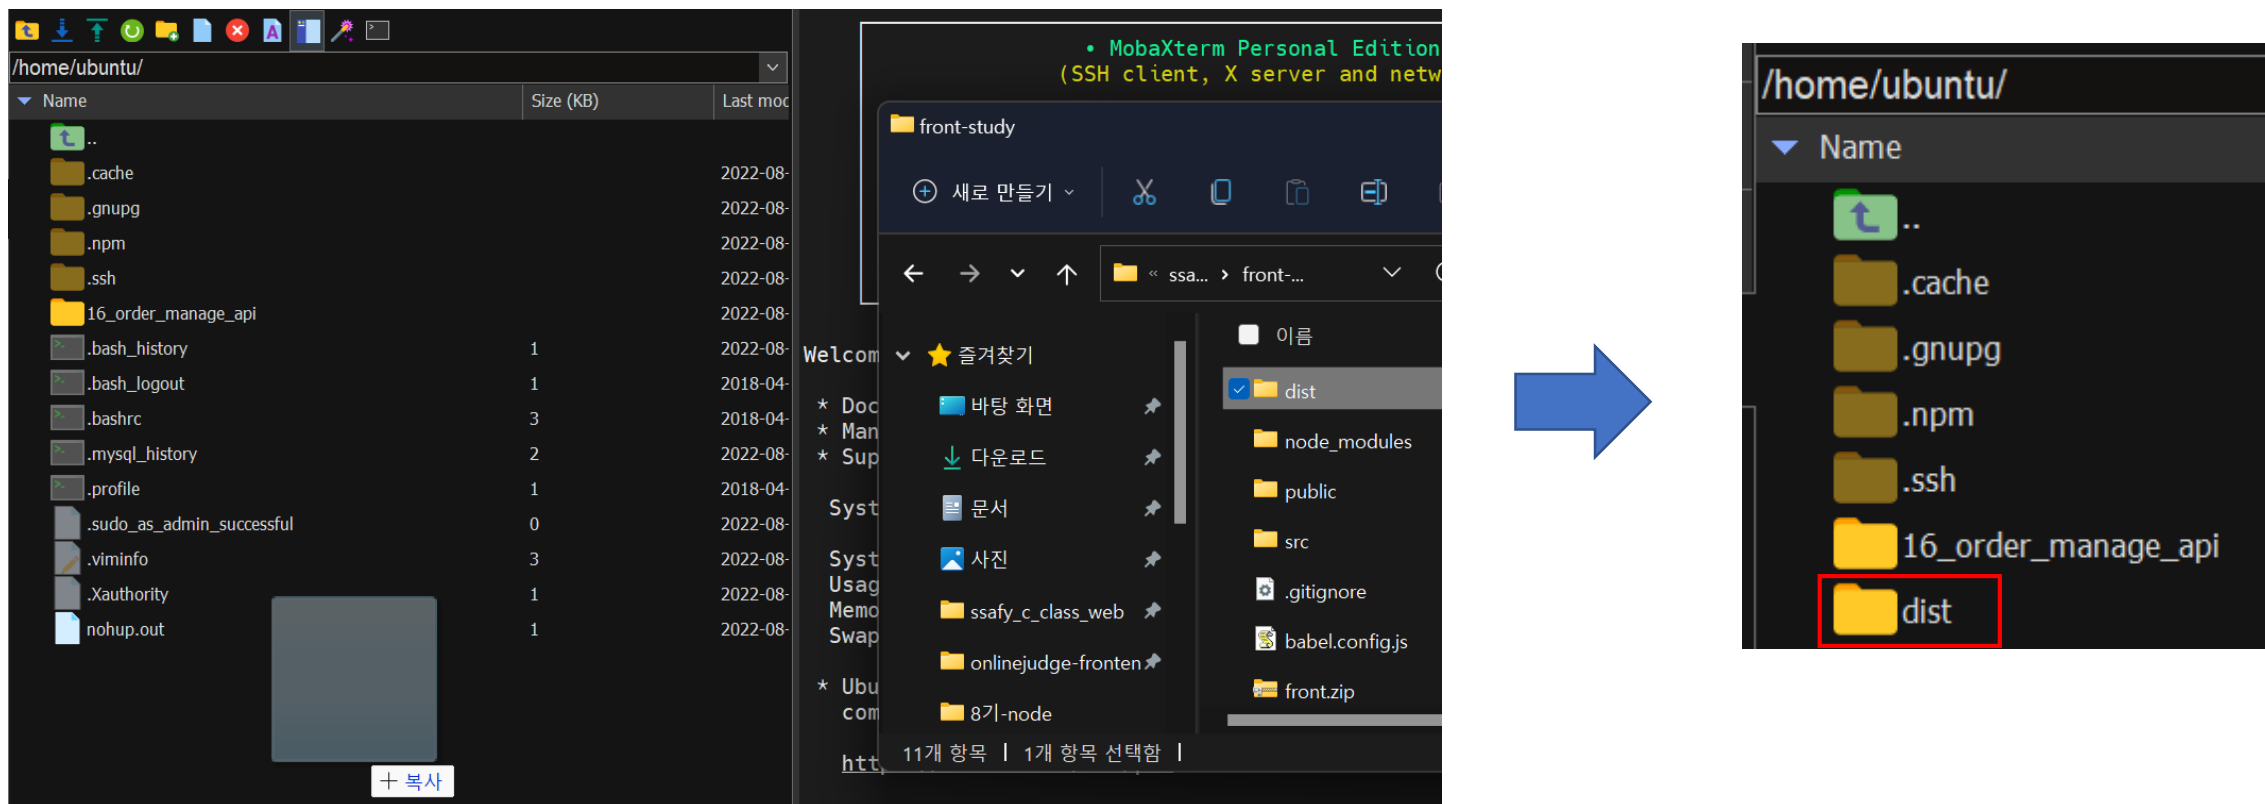 /home/ubuntu/
Name Size (KB) Last mod
..
.cache 2022-08-
.gnupg 2022-08-
.npm 2022-08-
.ssh 2022-08-
16_order_manage_api 2022-08-
.bash_history 1 2022-08-
.bash_logout 1 2018-04-
.bashrc 3 2018-04-
.mysql_history 2 2022-08-
.profile 1 2018-04-
.sudo_as_admin_successful 0 2022-08-
.viminfo 3 2022-08-
.Xauthority 1 2022-08-
nohup.out 1 2022-08-
+ 복사
• MobaXterm Personal Edition
(SSH client, X server and netw
Welcom
* Doc
* Man
* Sup
Syst
Syst
Usag
Memo
Swap
* Ubu
com
htt
front-study
새로 만들기
« ssa... › front-...
즐겨찾기
바탕 화면
다운로드
문서
사진
ssafy_c_class_web
onlinejudge-fronten
8기-node
이름
dist
node_modules
public
src
.gitignore
babel.config.js
front.zip
11개 항목 | 1개 항목 선택함 |
/home/ubuntu/
Name
..
.cache
.gnupg
.npm
.ssh
16_order_manage_api
dist